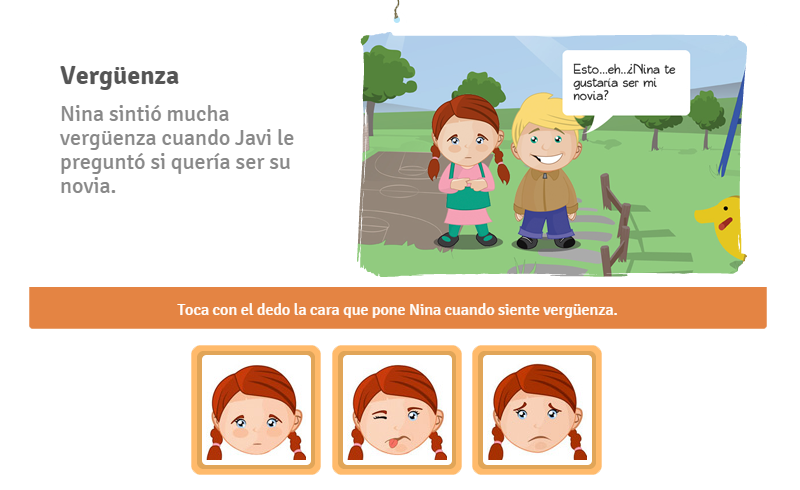 Vergüenza
Nina sintió mucha
vergüenza cuando Javi le
preguntó si quería ser su
novia.
Esto...eh..¿Nina te
gustaría ser mi
novia?
Toca con el dedo la cara que pone Nina cuando siente vergüenza.